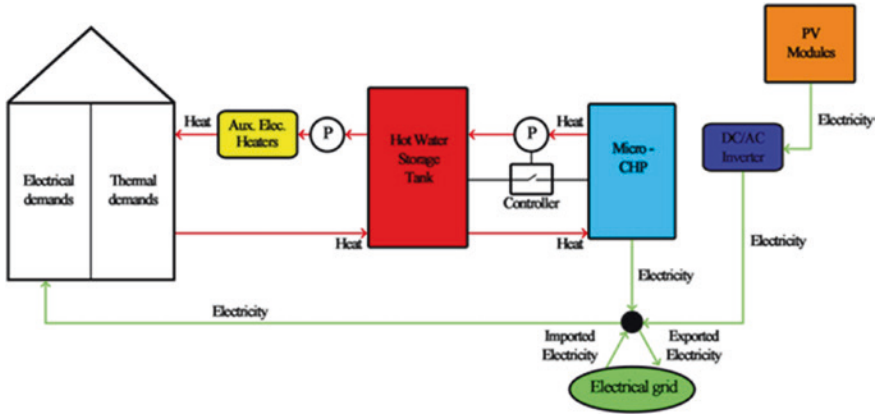 PV
Modules
Electricity
DC/AC
Inverter
Electricity
Heat
Aux. Elec.
Heaters
P
Hot Water
Storage
Tank
P
Heat
Micro -
CHP
Controller
Electrical
demands
Thermal
demands
Heat
Heat
Electricity
Electricity
Imported
Electricity
Exported
Electricity
Electrical grid